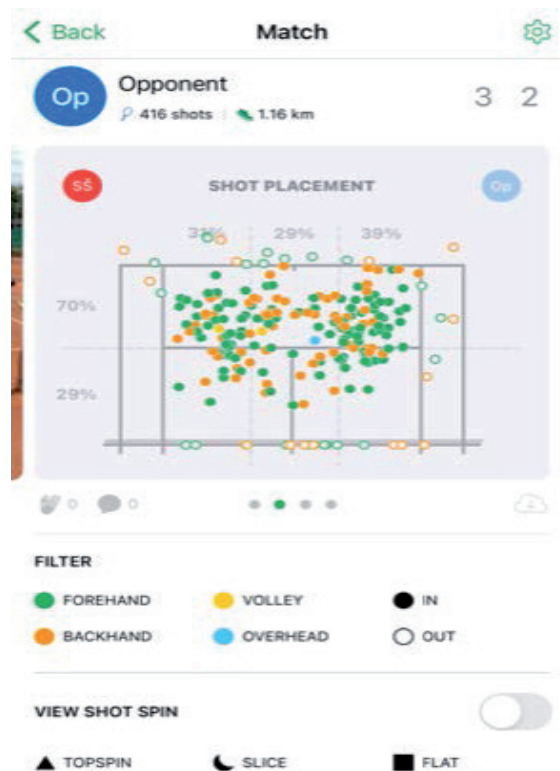 Back Match
Op Opponent 3 2
416 shots 1.16 km
SŠ SHOT PLACEMENT Op
31% 29% 39%
70%
29%
0 0
FILTER
FOREHAND VOLLEY IN
BACKHAND OVERHEAD OUT
VIEW SHOT SPIN
TOPSPIN SLICE FLAT